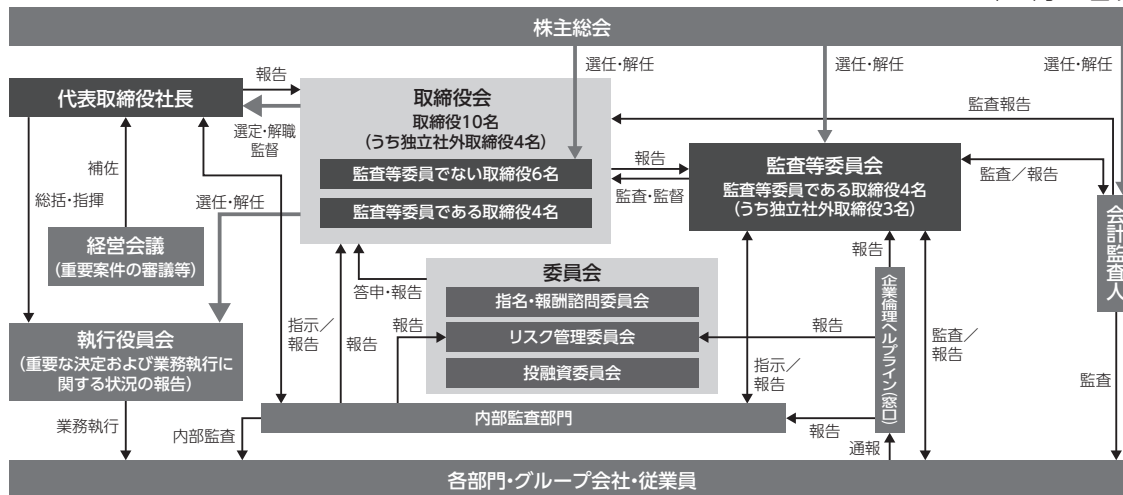 株主総会
選任・解任
選任・解任
選任・解任
報告
代表取締役社長
取締役会
取締役10名
(うち独立社外取締役4名)
監査等委員でない取締役6名
監査等委員である取締役4名
選定・解職
監督
監査報告
報告
監査・監督
監査等委員会
監査等委員である取締役4名
(うち独立社外取締役3名)
監査／報告
会計監査人
補佐
総括・指揮
選任・解任
経営会議
(重要案件の審議等)
報告
委員会
指名・報酬諮問委員会
リスク管理委員会
投融資委員会
答申・報告
企業倫理ヘルプライン(窓口)
執行役員会
(重要な決定および業務執行に
関する状況の報告)
指示／
報告
報告
報告
報告
指示／
報告
監査／
報告
監査
業務執行
内部監査
内部監査部門
報告
通報
各部門・グループ会社・従業員